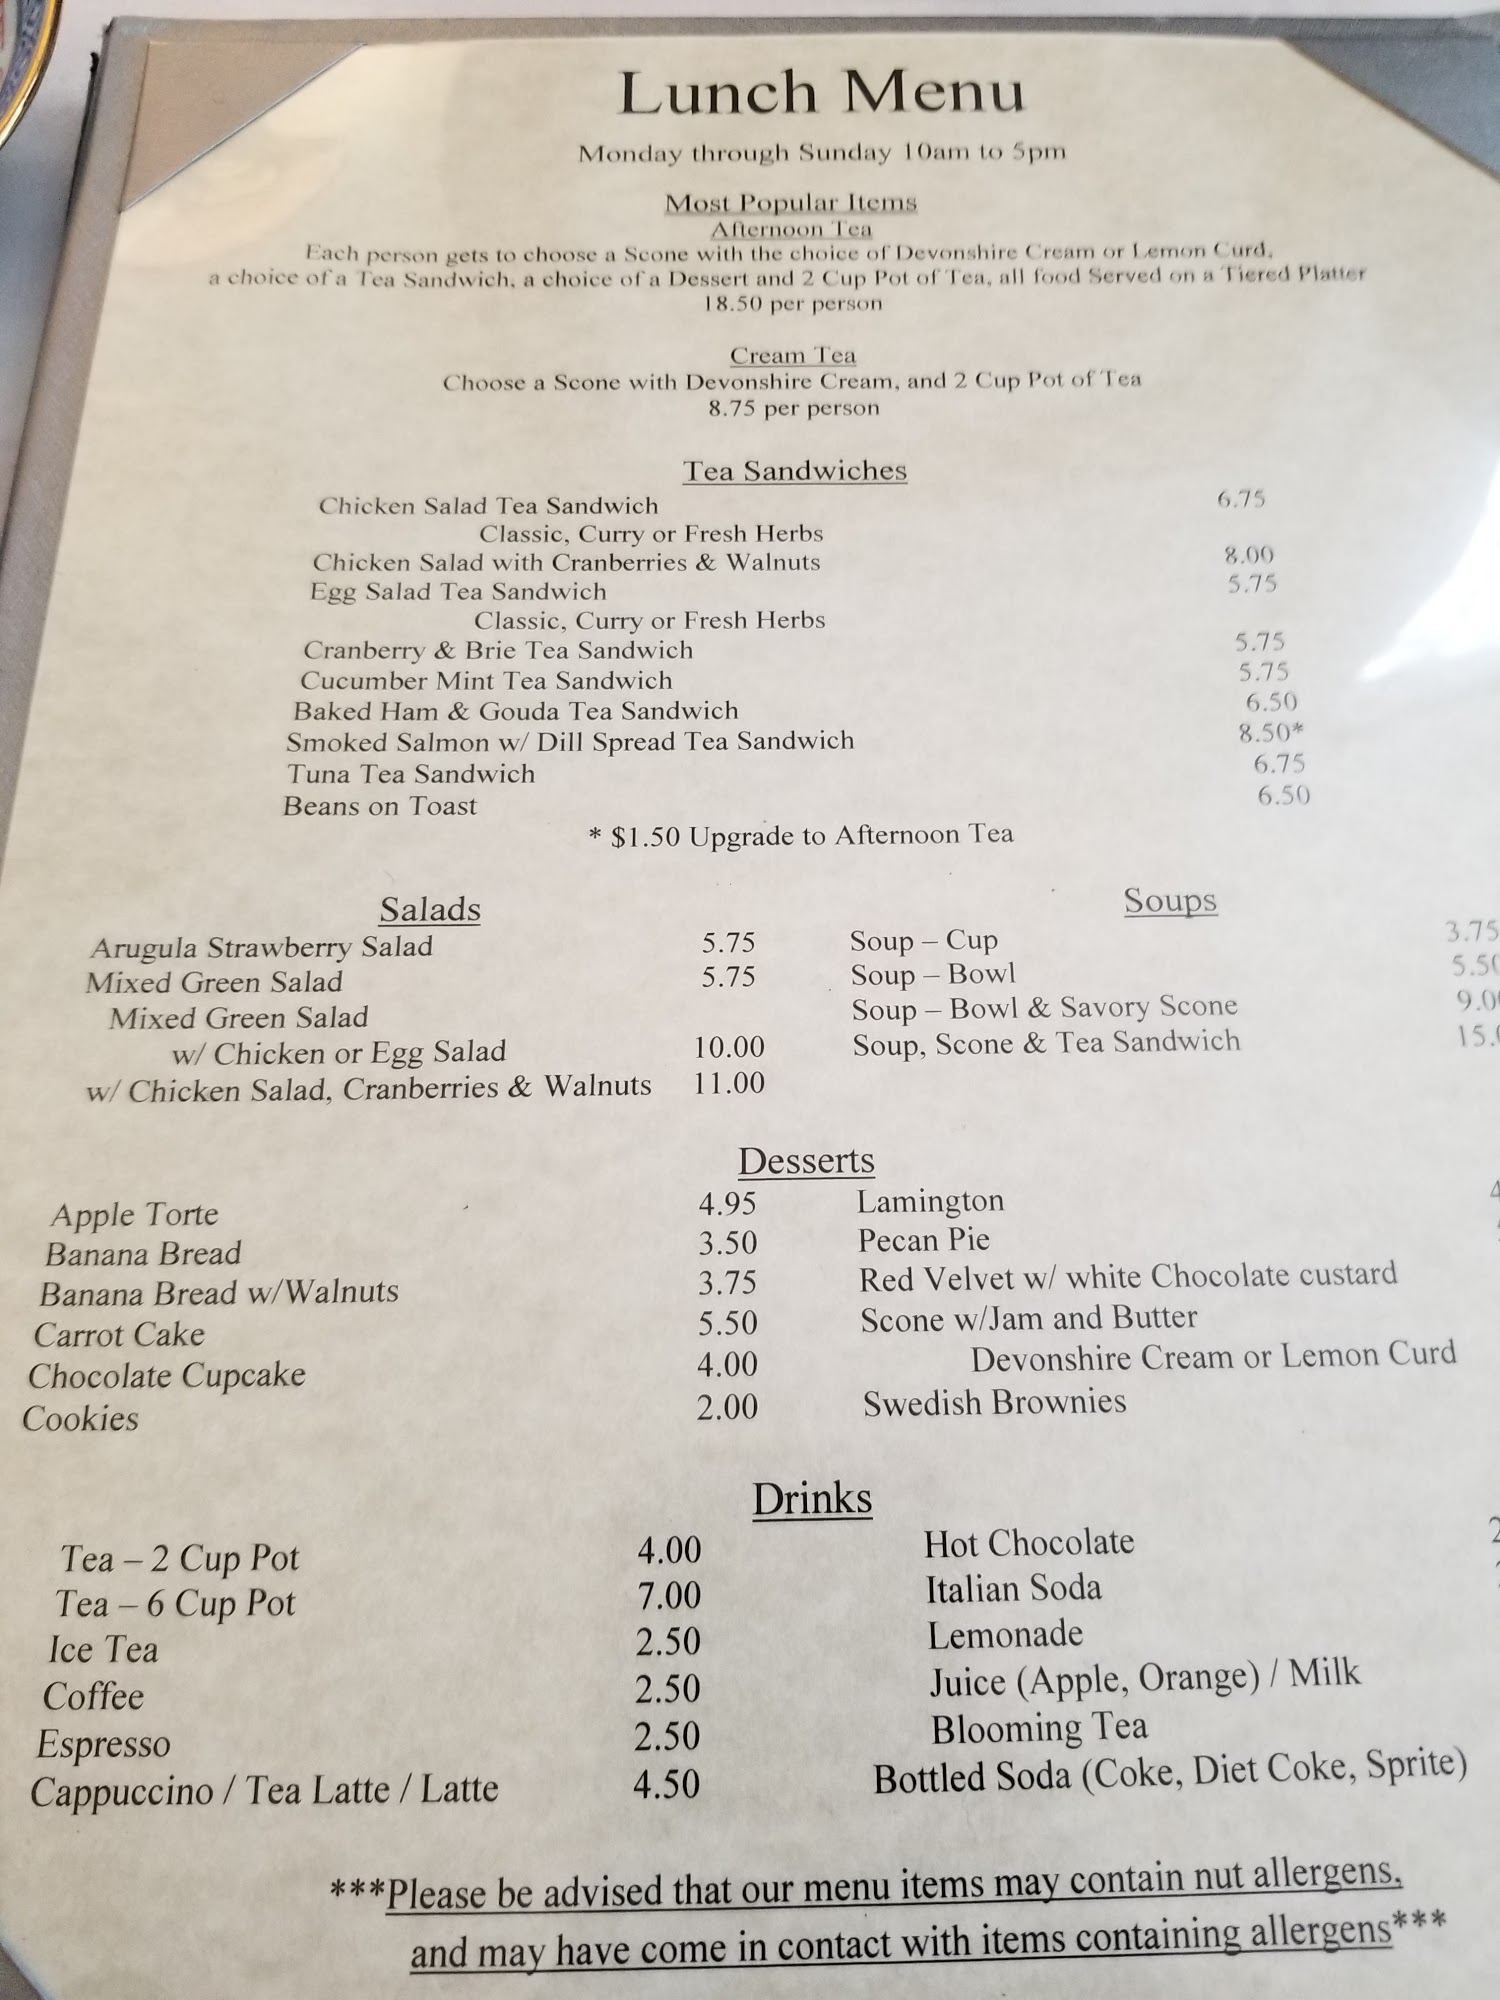 Lunch Menu
Monday through Sunday 10am to 5pm
Most Popular Items
Afternoon Tea
Each person gets to choose a Scone with the choice of Devonshire Cream or Lemon Curd,
a choice of a Tea Sandwich, a choice of a Dessert and 2 Cup Pot of Tea, all food Served on a Tiered Platter
18.50 per person
Cream Tea
Choose a Scone with Devonshire Cream, and 2 Cup Pot of Tea
8.75 per person
Tea Sandwiches
Chicken Salad Tea Sandwich 6.75
Classic, Curry or Fresh Herbs
Chicken Salad with Cranberries & Walnuts 8.00
Egg Salad Tea Sandwich 5.75
Classic, Curry or Fresh Herbs
Cranberry & Brie Tea Sandwich 5.75
Cucumber Mint Tea Sandwich 5.75
Baked Ham & Gouda Tea Sandwich 6.50
Smoked Salmon w/ Dill Spread Tea Sandwich 8.50*
Tuna Tea Sandwich 6.75
Beans on Toast 6.50
* $1.50 Upgrade to Afternoon Tea
Salads
Arugula Strawberry Salad 5.75
Mixed Green Salad 5.75
Mixed Green Salad
w/ Chicken or Egg Salad 10.00
w/ Chicken Salad, Cranberries & Walnuts 11.00
Soups
Soup – Cup 3.75
Soup – Bowl
Soup – Bowl & Savory Scone
Soup, Scone & Tea Sandwich
Desserts
Apple Torte 4.95
Banana Bread 3.50
Banana Bread w/Walnuts 3.75
Carrot Cake 5.50
Chocolate Cupcake 4.00
Cookies 2.00
Lamington
Pecan Pie
Red Velvet w/ white Chocolate custard
Scone w/Jam and Butter
Devonshire Cream or Lemon Curd
Swedish Brownies
Drinks
Tea – 2 Cup Pot 4.00
Tea – 6 Cup Pot 7.00
Ice Tea 2.50
Coffee 2.50
Espresso 2.50
Cappuccino / Tea Latte / Latte 4.50
Hot Chocolate
Italian Soda
Lemonade
Juice (Apple, Orange) / Milk
Blooming Tea
Bottled Soda (Coke, Diet Coke, Sprite)
***Please be advised that our menu items may contain nut allergens,
and may have come in contact with items containing allergens***